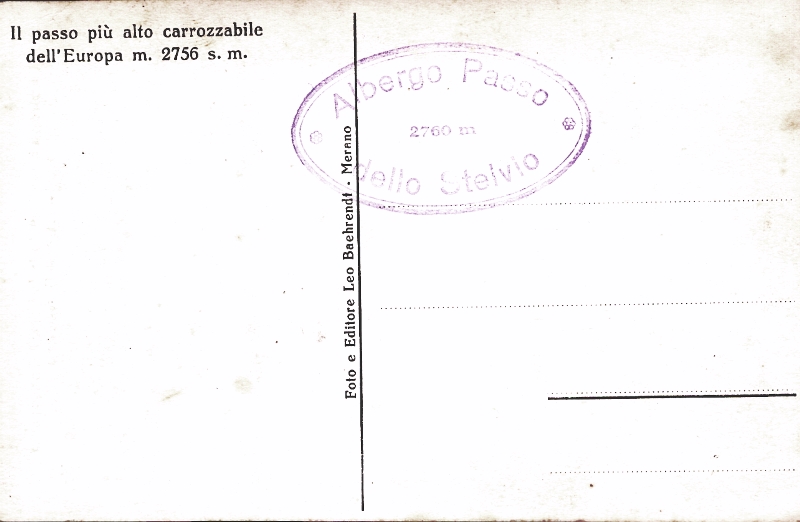 Il passo più alto carrozzabile
dell'Europa m. 2756 s. m.
Albergo Passo
2760 m
dello Stelvio
Foto e Editore Leo Baehrendt - Merano